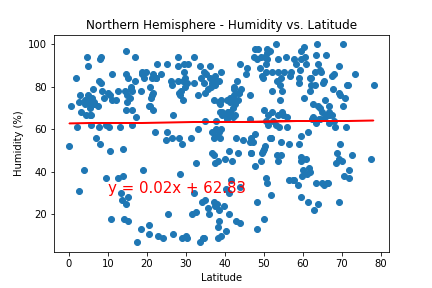 Northern Hemisphere - Humidity vs. Latitude
100
80
60
40
20
Humidity (%)
y = 0.02x + 62.83
0 10 20 30 40 50 60 70 80
Latitude